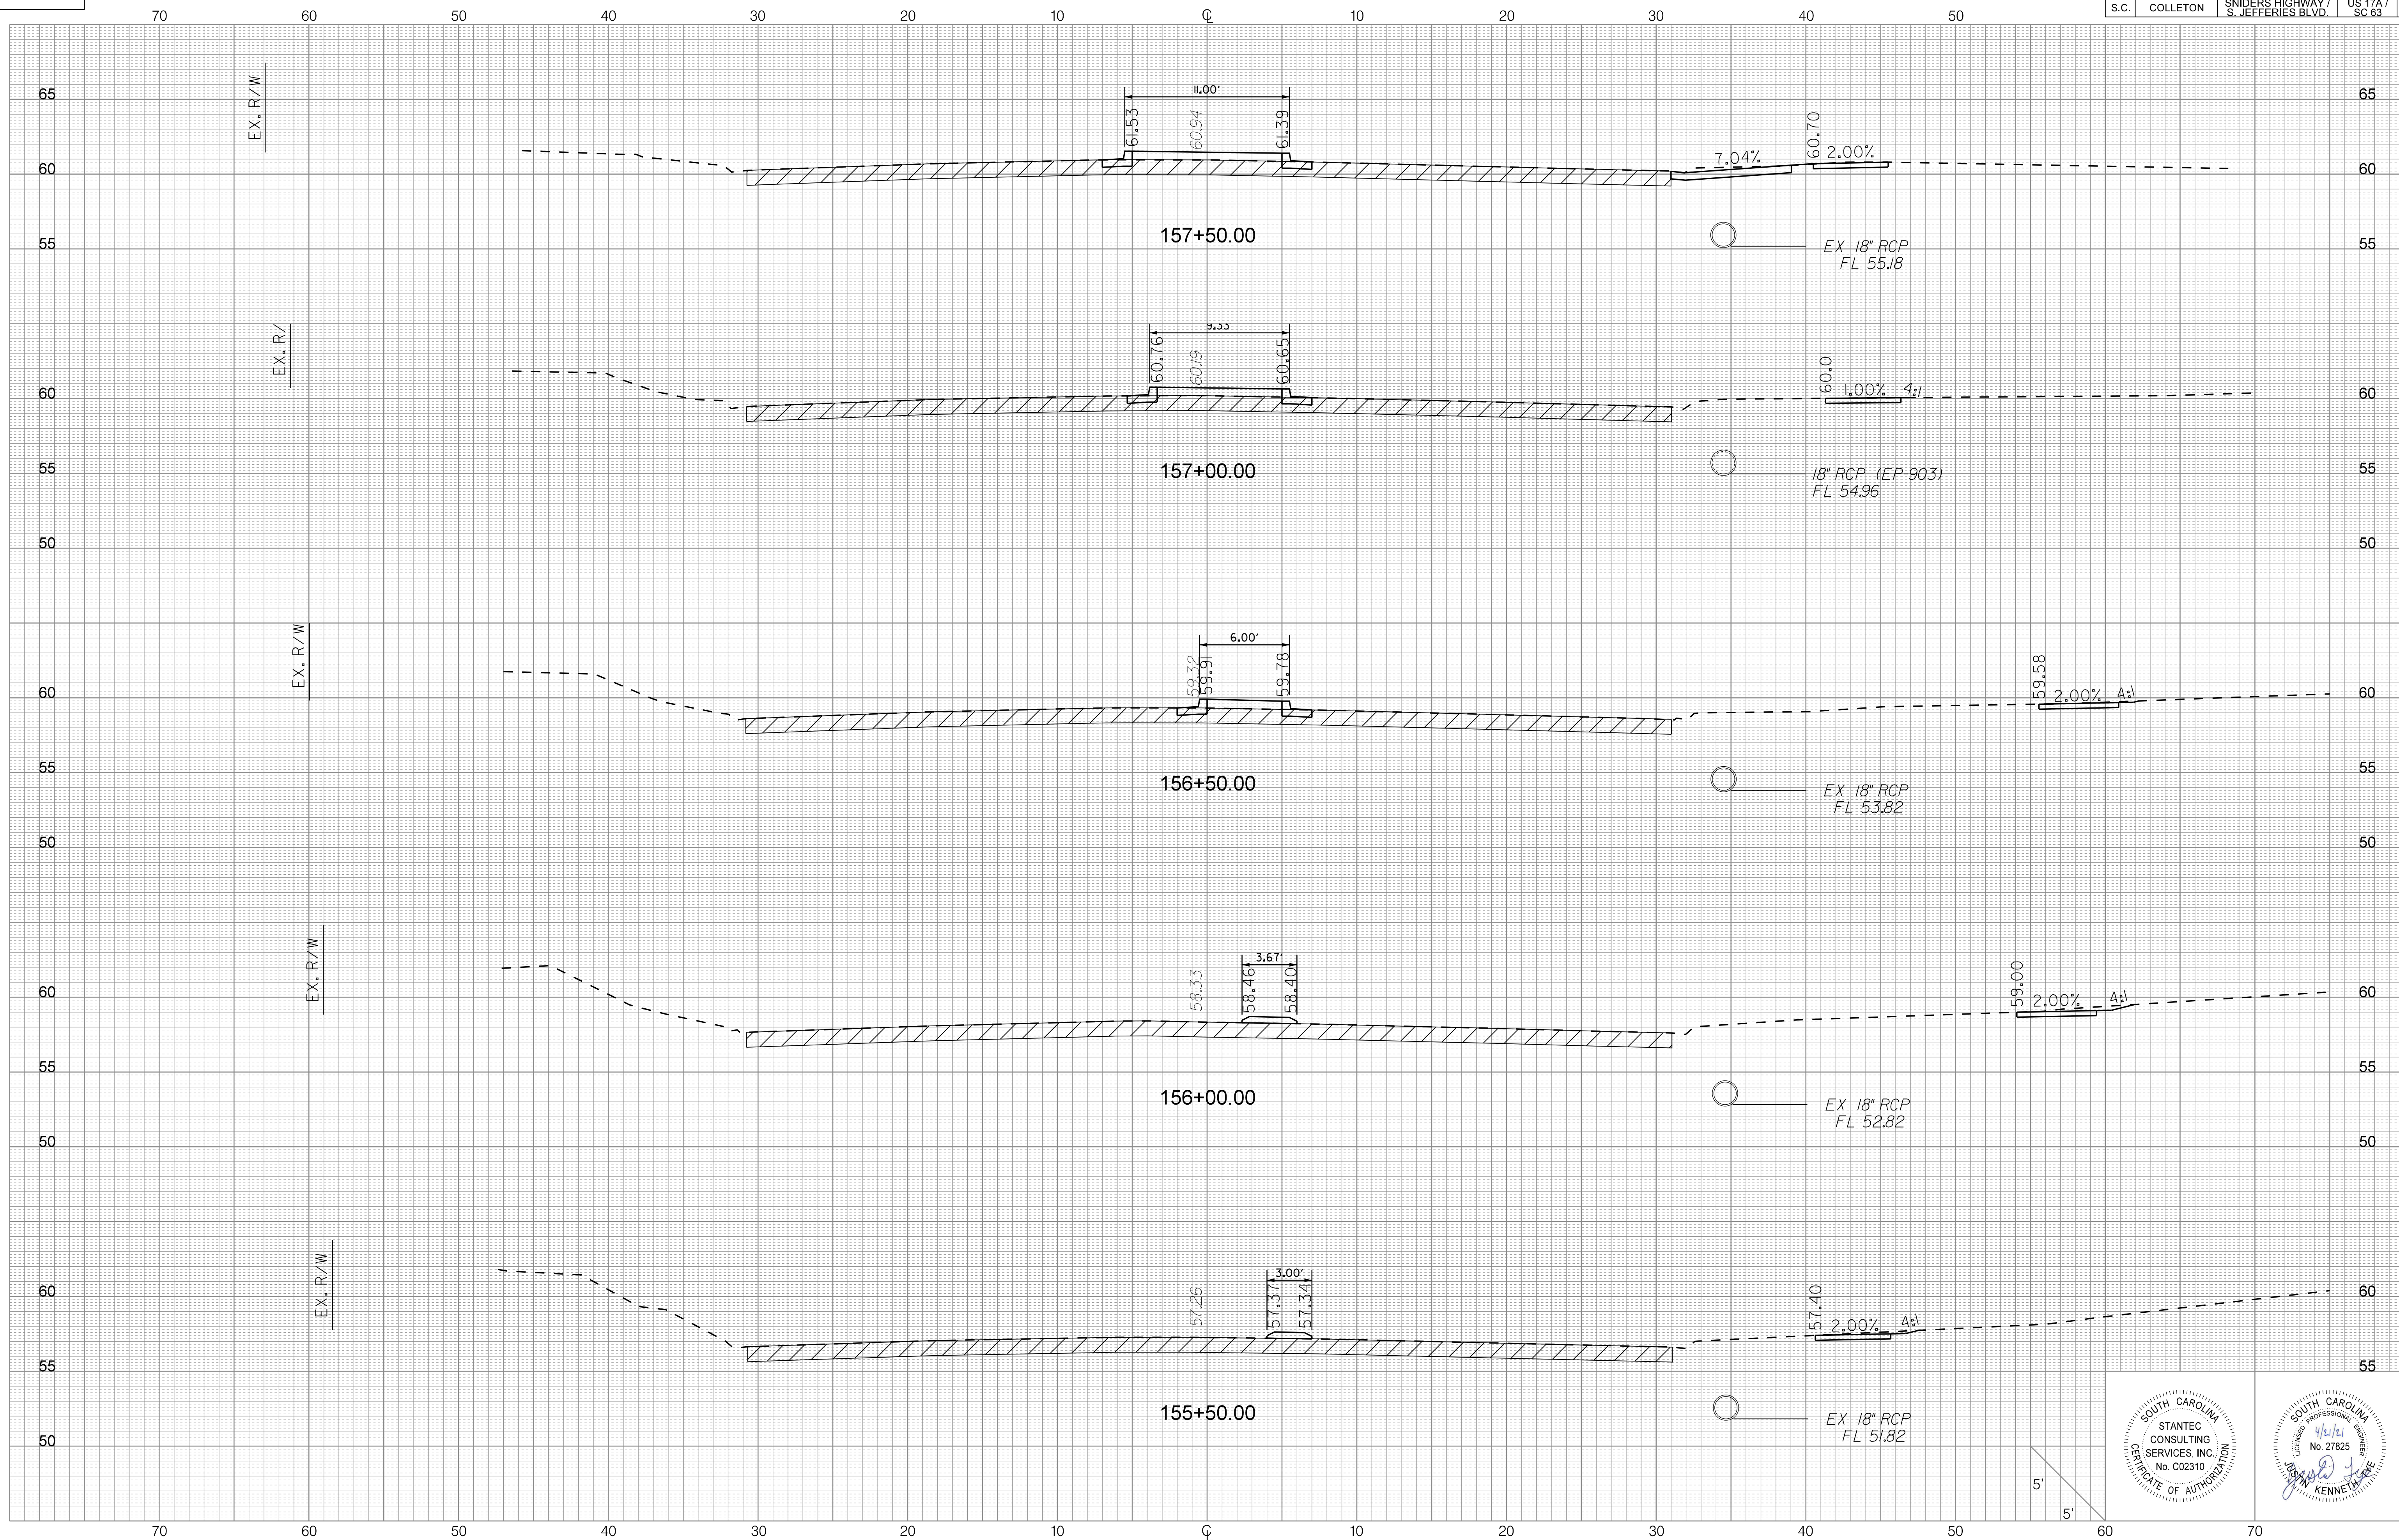 S.C. COLLETON SNIDERS HIGHWAY / S. JEFFERIES BLVD. US 17A / SC 63
70 60 50 40 30 20 10 ℄ 10 20 30 40 50
65 65
EX. R/W
11.00'
61.53 60.94 61.39
7.04% 60.70 2.00%
60 60
157+50.00
55 55
EX 18" RCP
FL 55.18
EX. R/
9.33
60.76 60.19 60.65
60.01 1.00% 4:1
60 60
157+00.00
55 55
18" RCP (EP-903)
FL 54.96
50 50
EX. R/W
6.00'
59.32 59.91 59.78
59.58 2.00% 4:1
60 60
156+50.00
55 55
EX 18" RCP
FL 53.82
50 50
EX. R/W
3.67'
58.33 58.46 58.40
59.00 2.00% 4:1
60 60
55 55
156+00.00
EX 18" RCP
FL 52.82
50 50
EX. R/W
3.00'
57.26 57.37 57.34
60 60
57.40 2.00% 4:1
55 55
155+50.00
EX 18" RCP
FL 51.82
50
5'
5'
SOUTH CAROLINA
STANTEC
CONSULTING
SERVICES, INC.
No. C02310
CERTIFICATE OF AUTHORIZATION
SOUTH CAROLINA
LICENSED PROFESSIONAL ENGINEER
4/21/21
No. 27825
JUSTIN KENNETH TYE
70 60 50 40 30 20 10 ℄ 10 20 30 40 50 60 70